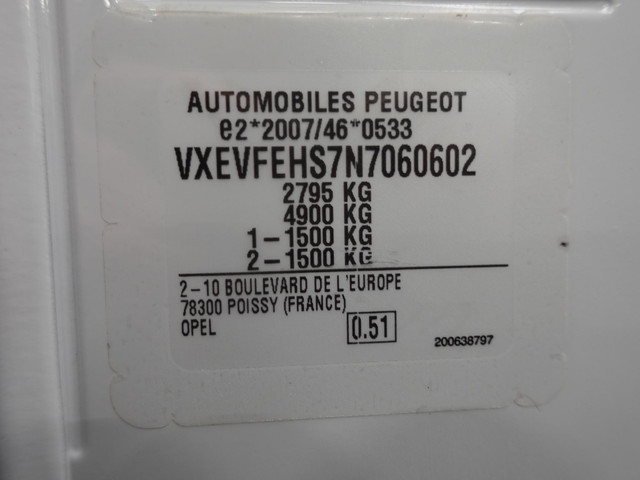 AUTOMOBILES PEUGEOT
e2*2007/46*0533
VXEVFEHS7N7060602
2795 KG
4900 KG
1-1500 KG
2-1500 KG
2-10 BOULEVARD DE L'EUROPE
78300 POISSY (FRANCE)
OPEL 0.51 200638797